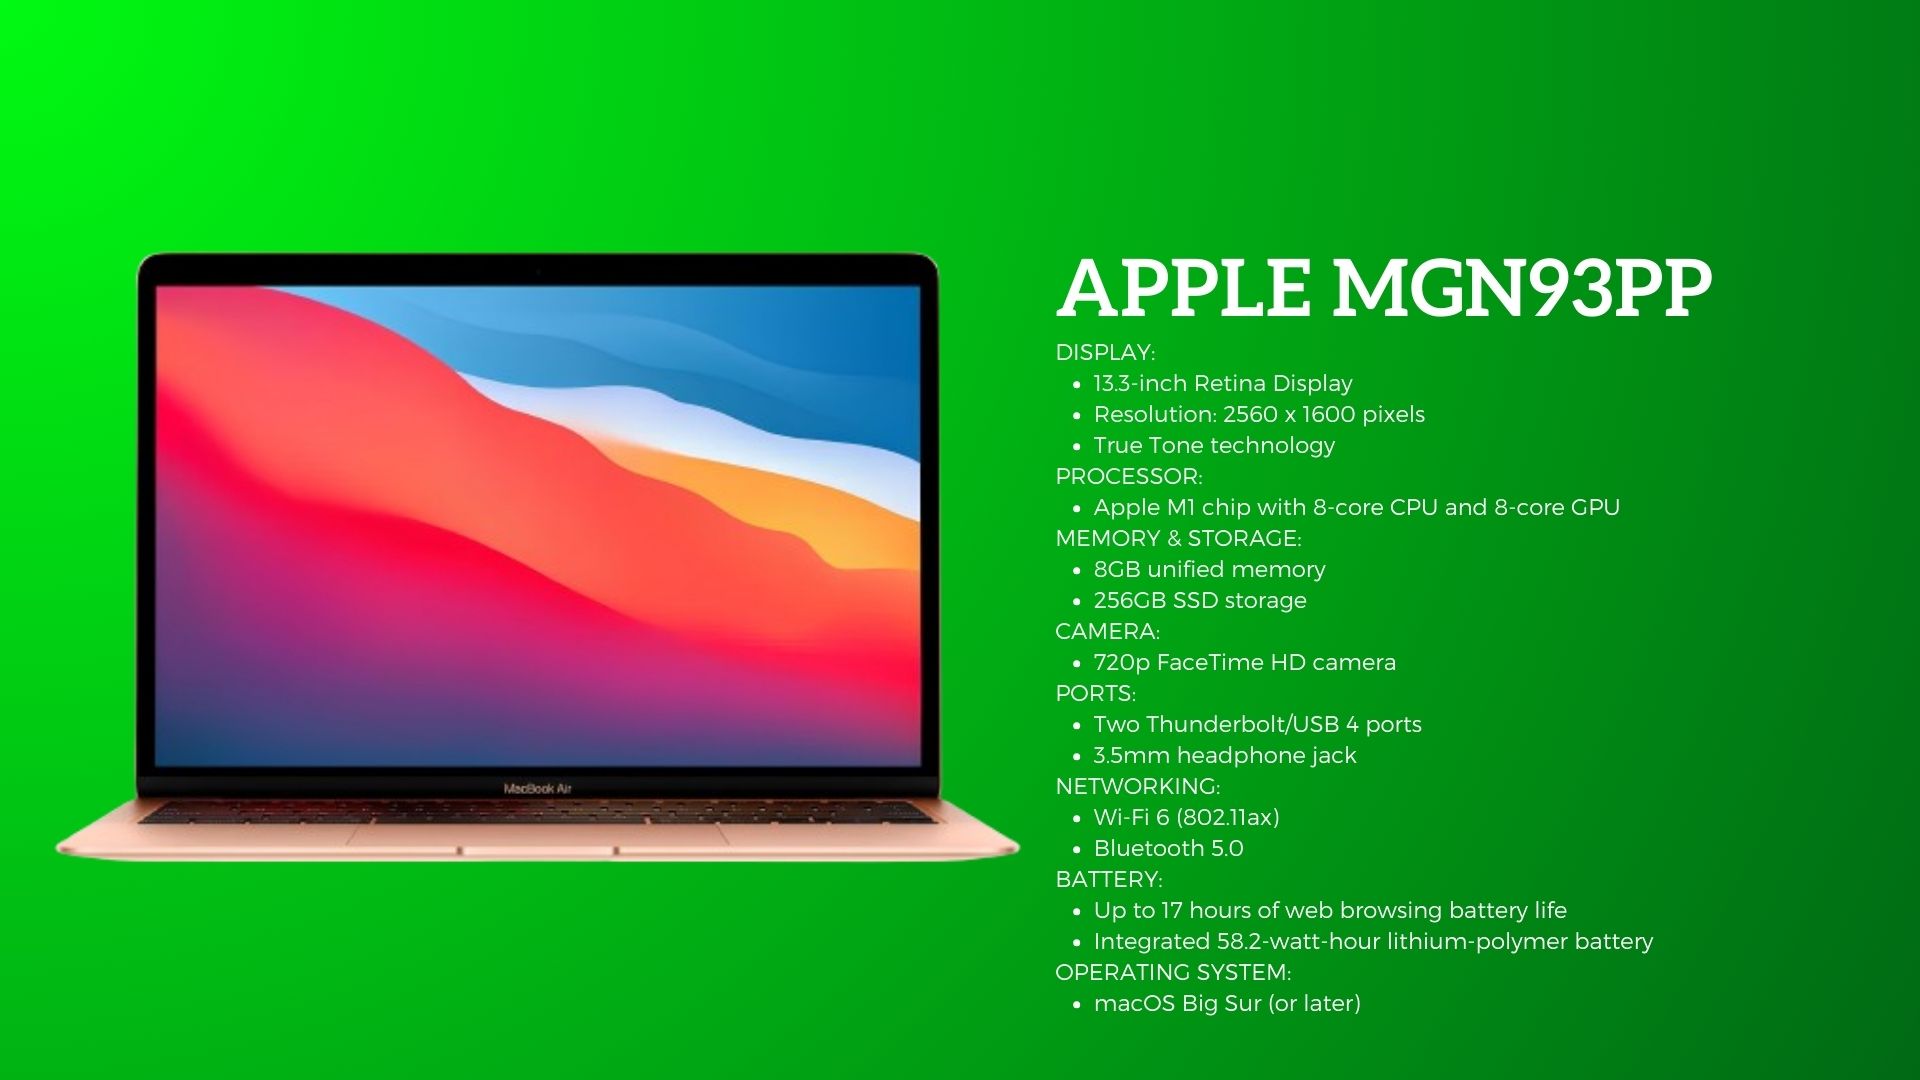 MacBook Air
APPLE MGN93PP
DISPLAY:
• 13.3-inch Retina Display
• Resolution: 2560 x 1600 pixels
• True Tone technology
PROCESSOR:
• Apple M1 chip with 8-core CPU and 8-core GPU
MEMORY & STORAGE:
• 8GB unified memory
• 256GB SSD storage
CAMERA:
• 720p FaceTime HD camera
PORTS:
• Two Thunderbolt/USB 4 ports
• 3.5mm headphone jack
NETWORKING:
• Wi-Fi 6 (802.11ax)
• Bluetooth 5.0
BATTERY:
• Up to 17 hours of web browsing battery life
• Integrated 58.2-watt-hour lithium-polymer battery
OPERATING SYSTEM:
• macOS Big Sur (or later)